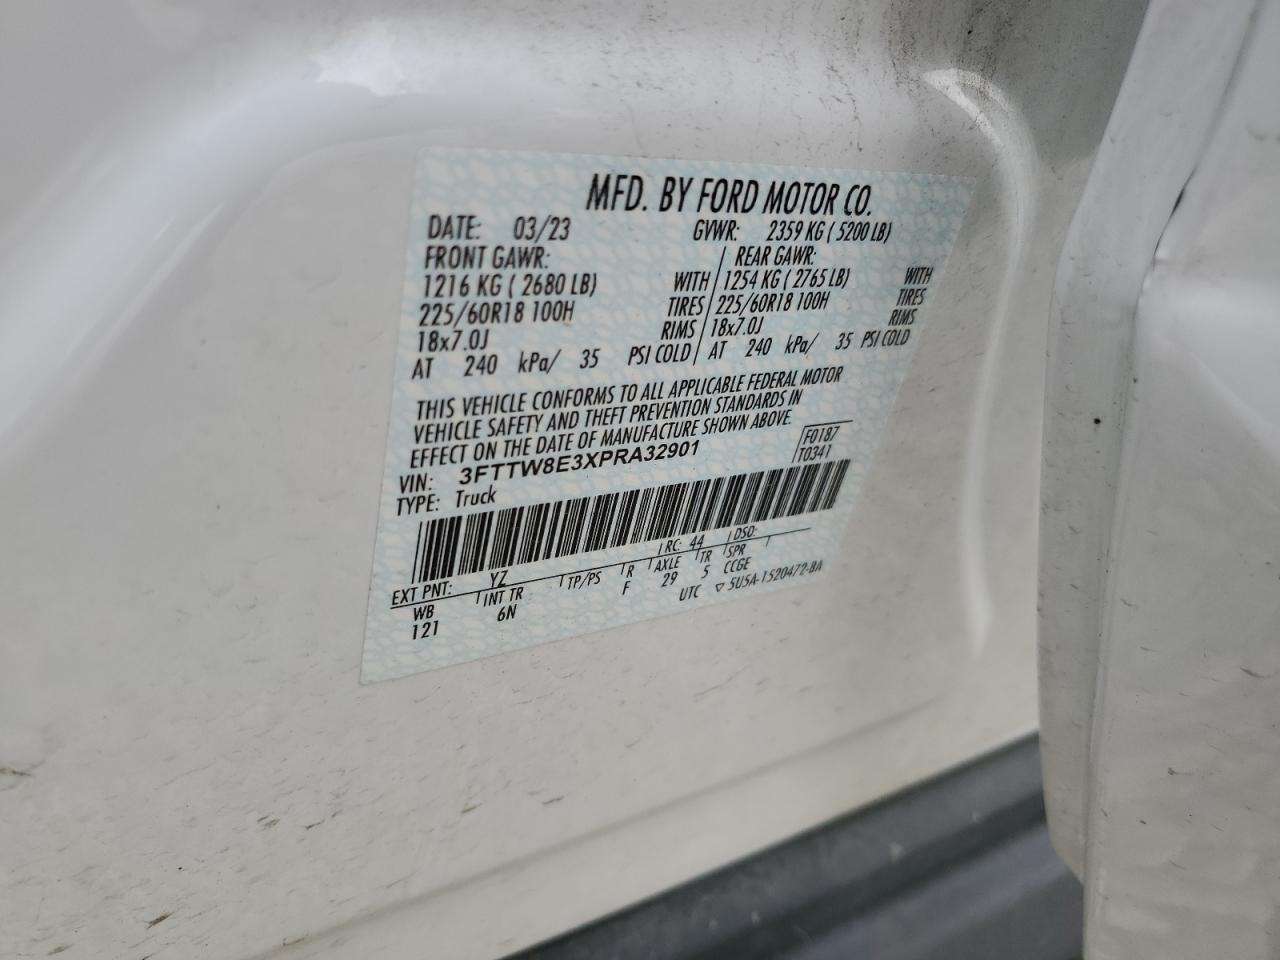 MFD. BY FORD MOTOR CO.
DATE: 03/23 GVWR: 2359 KG ( 5200 LB)
FRONT GAWR: REAR GAWR:
1216 KG ( 2680 LB) WITH 1254 KG ( 2765 LB) WITH
225/60R18 100H TIRES 225/60R18 100H TIRES
18x7.0J RIMS 18x7.0J RIMS
AT 240 kPa/ 35 PSI COLD AT 240 kPa/ 35 PSI COLD
THIS VEHICLE CONFORMS TO ALL APPLICABLE FEDERAL MOTOR
VEHICLE SAFETY AND THEFT PREVENTION STANDARDS IN
EFFECT ON THE DATE OF MANUFACTURE SHOWN ABOVE.
F0187
VIN: 3FTTW8E3XPRA32901 T0341
TYPE: Truck
RC: 44 DSO:
EXT PNT: YZ TP/PS R AXLE TR SPR
WB INT TR F 29 5 CCGE
121 6N UTC ▽ 5U5A-1520472-BA